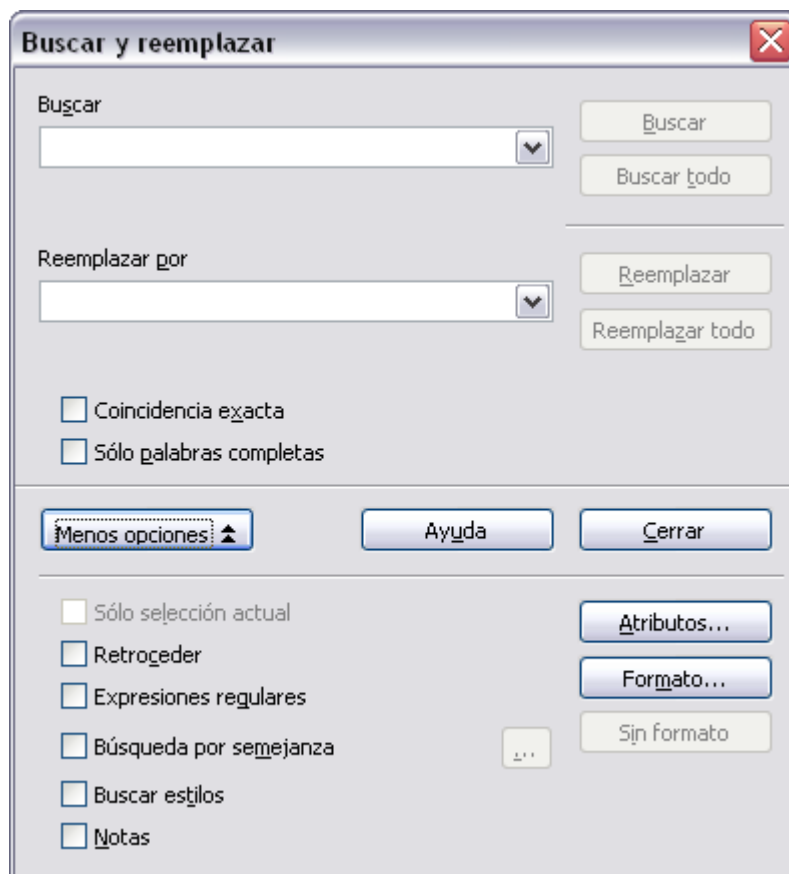 Buscar y reemplazar
Buscar
Buscar
Buscar todo
Reemplazar por
Reemplazar
Reemplazar todo
Coincidencia exacta
Sólo palabras completas
Menos opciones
Ayuda
Cerrar
Sólo selección actual
Atributos...
Retroceder
Formato...
Expresiones regulares
Sin formato
Búsqueda por semejanza
...
Buscar estilos
Notas